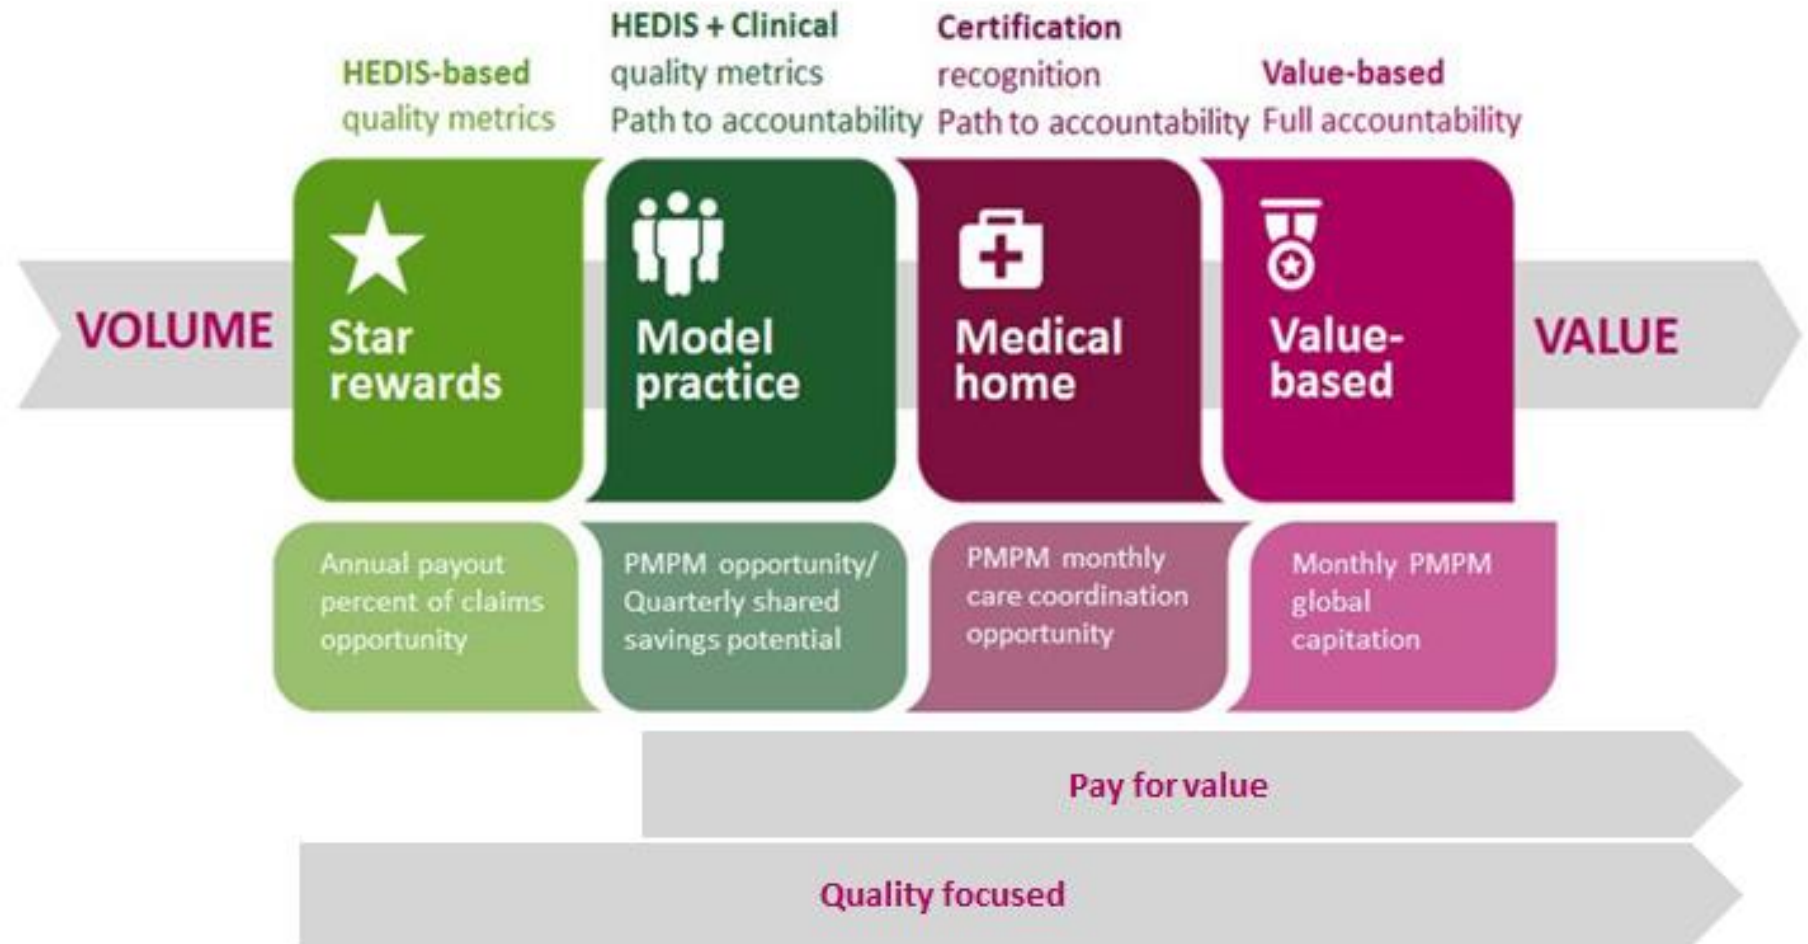 HEDIS-based
quality metrics
HEDIS + Clinical
quality metrics
Path to accountability
Certification
recognition
Path to accountability
Value-based
Full accountability
VOLUME
Star
rewards
Model
practice
Medical
home
Value-
based
VALUE
Annual payout
percent of claims
opportunity
PMPM opportunity/
Quarterly shared
savings potential
PMPM monthly
care coordination
opportunity
Monthly PMPM
global
capitation
Pay for value
Quality focused